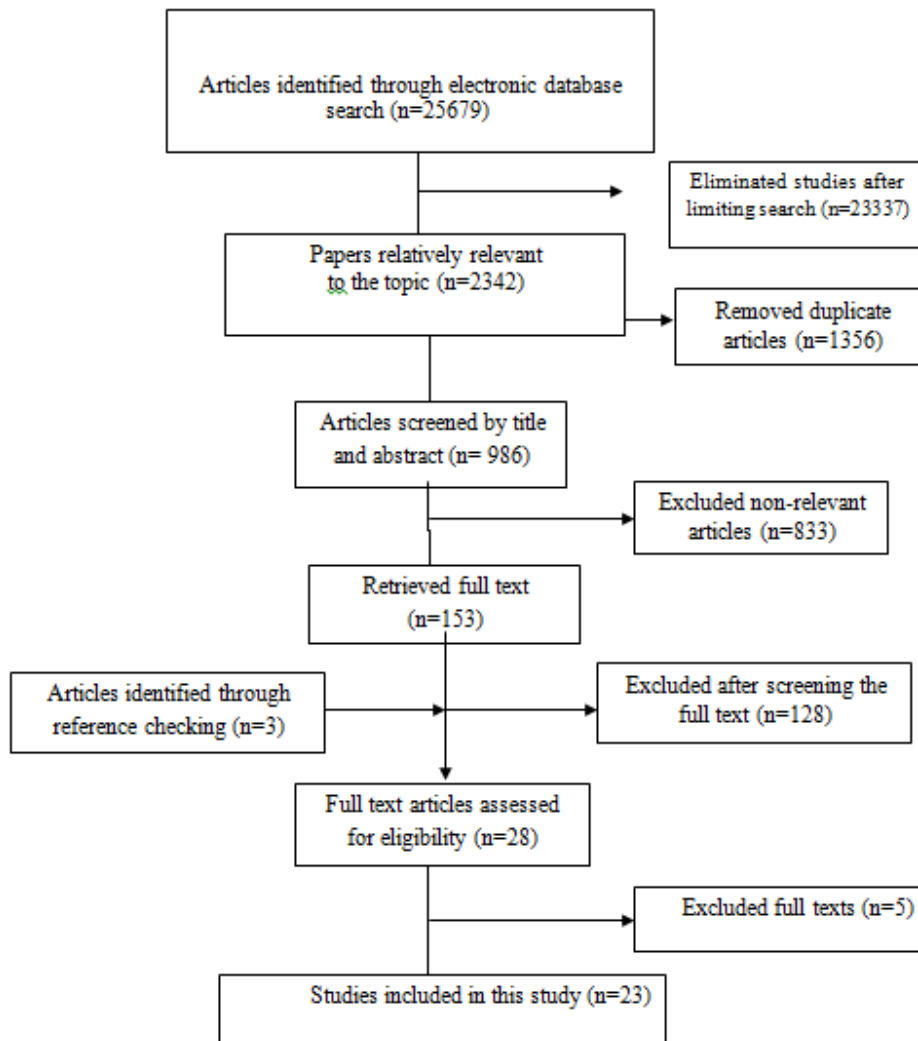 Articles identified through electronic database
search (n=25679)
Eliminated studies after
limiting search (n=23337)
Papers relatively relevant
to the topic (n=2342)
Removed duplicate
articles (n=1356)
Articles screened by title
and abstract (n= 986)
Excluded non-relevant
articles (n=833)
Retrieved full text
(n=153)
Articles identified through
reference checking (n=3)
Excluded after screening the
full text (n=128)
Full text articles assessed
for eligibility (n=28)
Excluded full texts (n=5)
Studies included in this study (n=23)